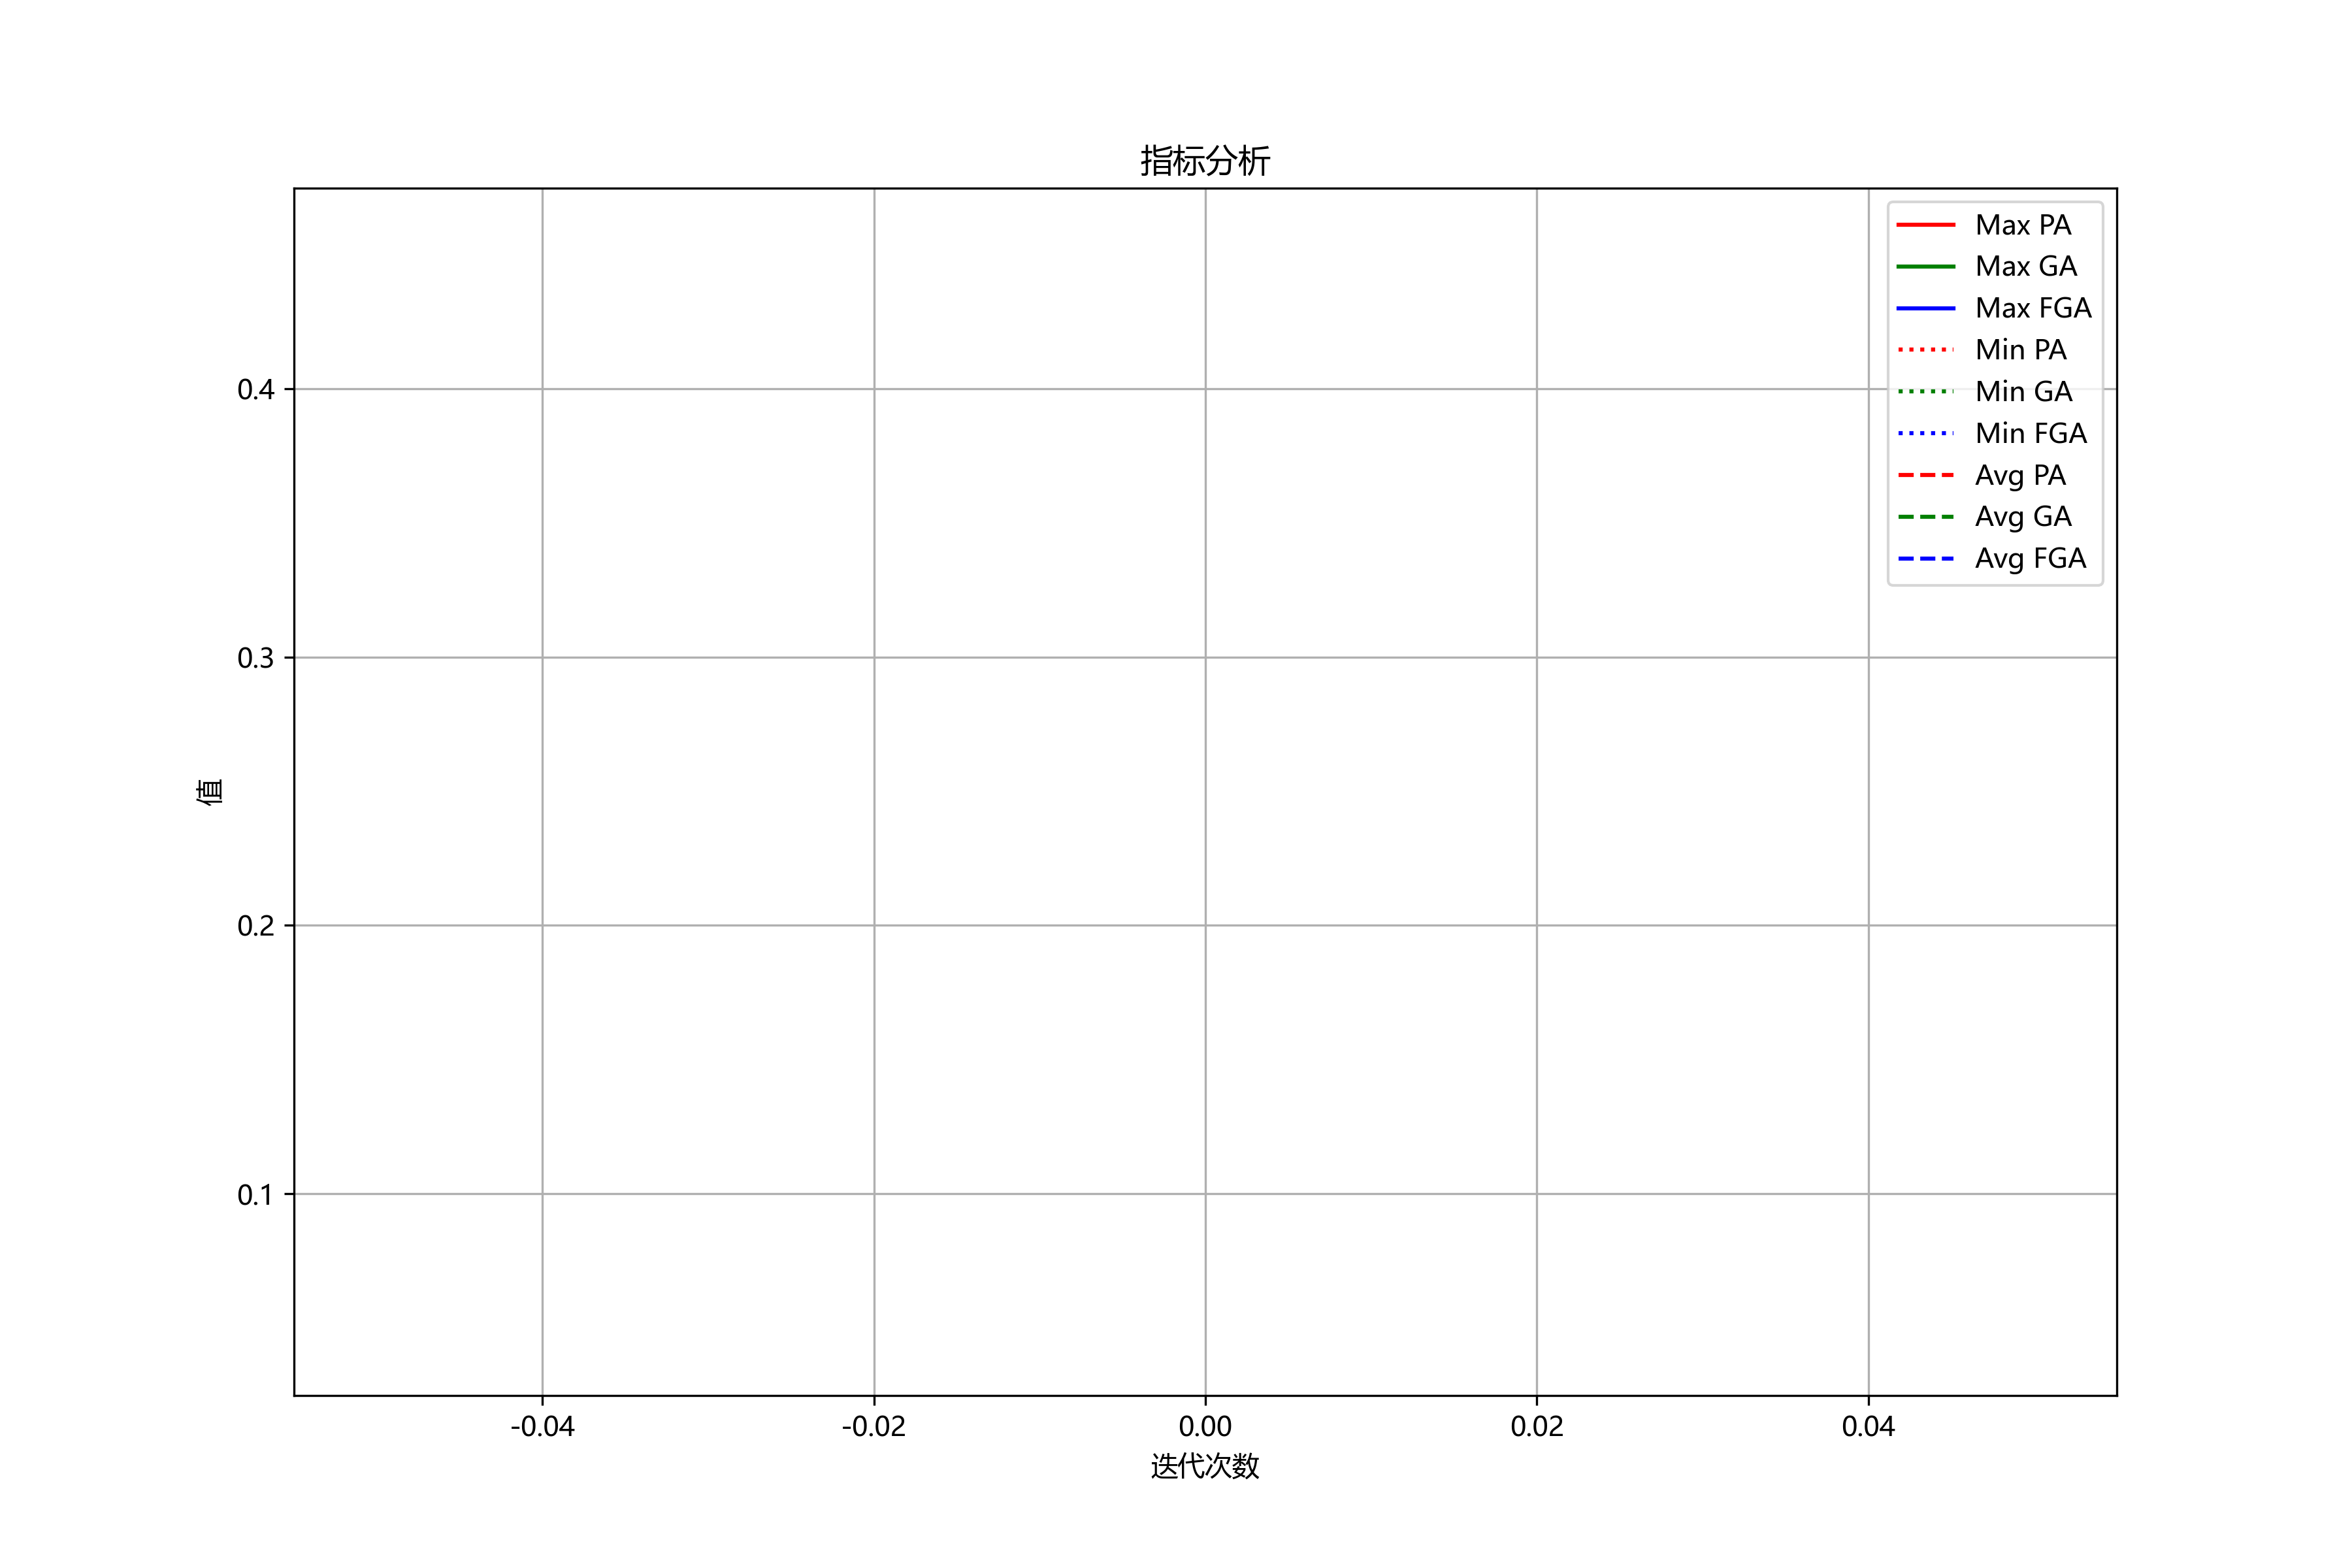 指标分析
Max PA
Max GA
Max FGA
Min PA
Min GA
Min FGA
Avg PA
Avg GA
Avg FGA
0.4
0.3
0.2
0.1
值
-0.04
-0.02
0.00
0.02
0.04
迭代次数